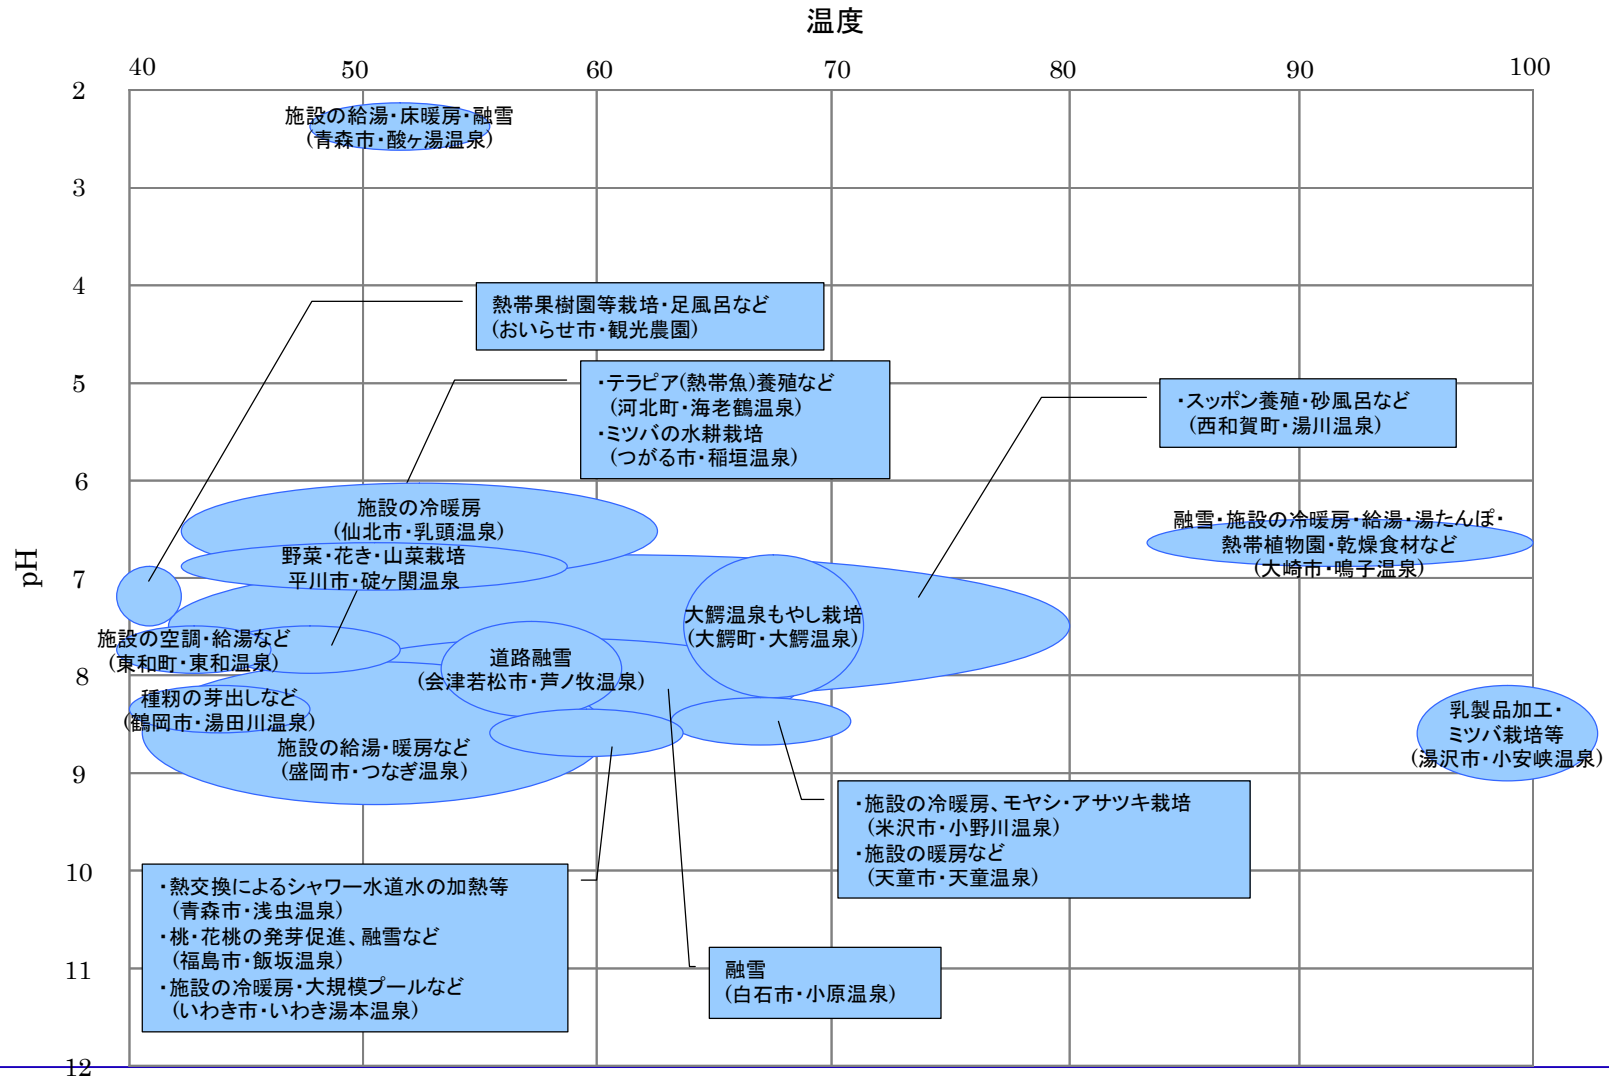 温度
40 50 60 70 80 90 100
pH
2
3
4
5
6
7
8
9
10
11
12
施設の給湯・床暖房・融雪
(青森市・酸ヶ湯温泉)
熱帯果樹園等栽培・足風呂など
(おいらせ市・観光農園)
・テラピア(熱帯魚)養殖など
(河北町・海老鶴温泉)
・ミツバの水耕栽培
(つがる市・稲垣温泉)
・スッポン養殖・砂風呂など
(西和賀町・湯川温泉)
施設の冷暖房
(仙北市・乳頭温泉)
野菜・花き・山菜栽培
平川市・碇ヶ関温泉
融雪・施設の冷暖房・給湯・湯たんぽ・
熱帯植物園・乾燥食材など
(大崎市・鳴子温泉)
大鰐温泉もやし栽培
(大鰐町・大鰐温泉)
施設の空調・給湯など
(東和町・東和温泉)
道路融雪
(会津若松市・芦ノ牧温泉)
種籾の芽出しなど
(鶴岡市・湯田川温泉)
施設の給湯・暖房など
(盛岡市・つなぎ温泉)
乳製品加工・
ミツバ栽培等
(湯沢市・小安峡温泉)
・施設の冷暖房、モヤシ・アサツキ栽培
(米沢市・小野川温泉)
・施設の暖房など
(天童市・天童温泉)
・熱交換によるシャワー水道水の加熱等
(青森市・浅虫温泉)
・桃・花桃の発芽促進、融雪など
(福島市・飯坂温泉)
・施設の冷暖房・大規模プールなど
(いわき市・いわき湯本温泉)
融雪
(白石市・小原温泉)